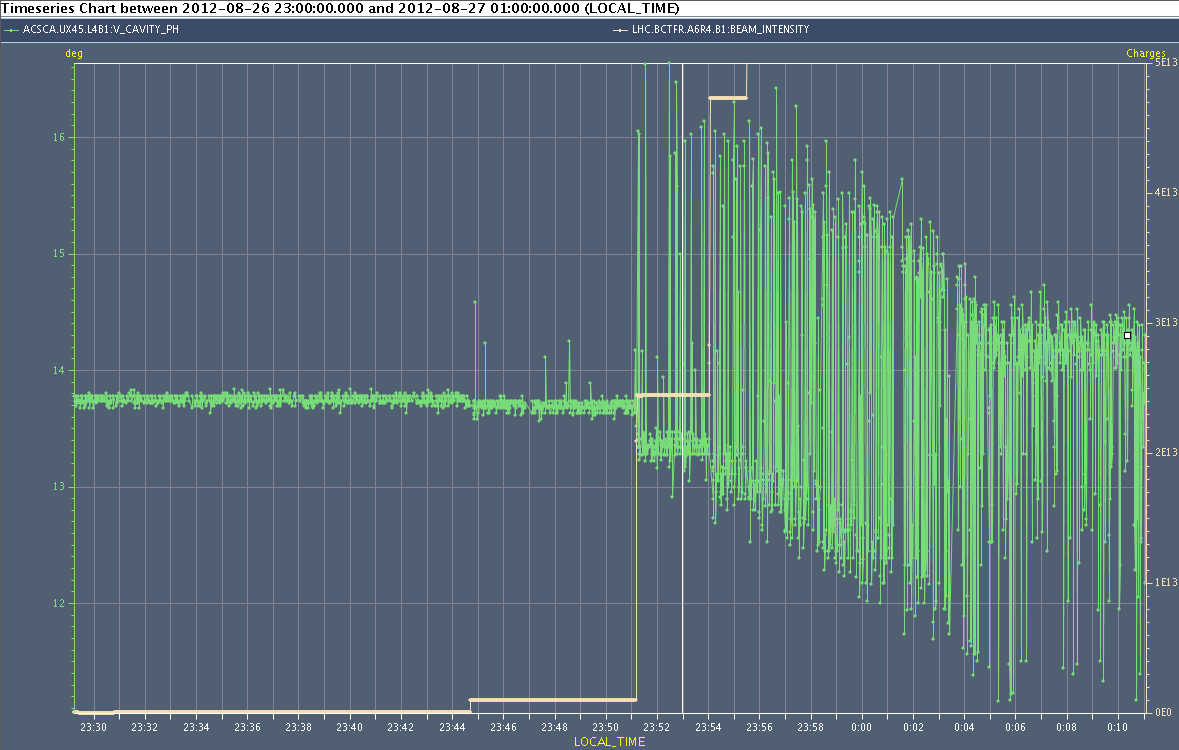 Timeseries Chart between 2012-08-26 23:00:00.000 and 2012-08-27 01:00:00.000 (LOCAL_TIME)
ACSCA.UX45.L4B1:V_CAVITY_PH LHC.BCTFR.A6R4.B1:BEAM_INTENSITY
deg Charges
5E13
16
4E13
15
3E13
14
2E13
13
1E13
12
0E0
23:30 23:32 23:34 23:36 23:38 23:40 23:42 23:44 23:46 23:48 23:50 23:52 23:54 23:56 23:58 0:00 0:02 0:04 0:06 0:08 0:10
LOCAL_TIME